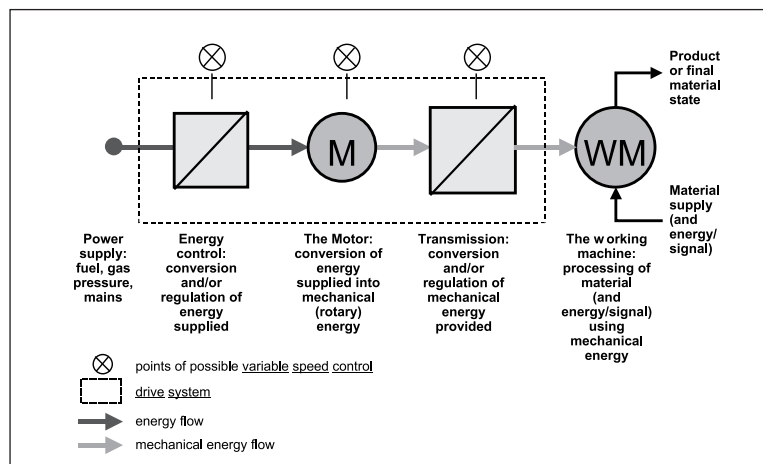 Product
or final
material
state
M
WM
Material
supply
(and
energy/
signal)
Power
supply:
fuel, gas
pressure,
mains
Energy
control:
conversion
and/or
regulation of
energy
supplied
The Motor:
conversion of
energy
supplied into
mechanical
(rotary)
energy
Transmission:
conversion
and/or
regulation of
mechanical
energy
provided
The working
machine:
processing of
material
(and
energy/signal)
using
mechanical
energy
points of possible variable speed control
drive system
energy flow
mechanical energy flow